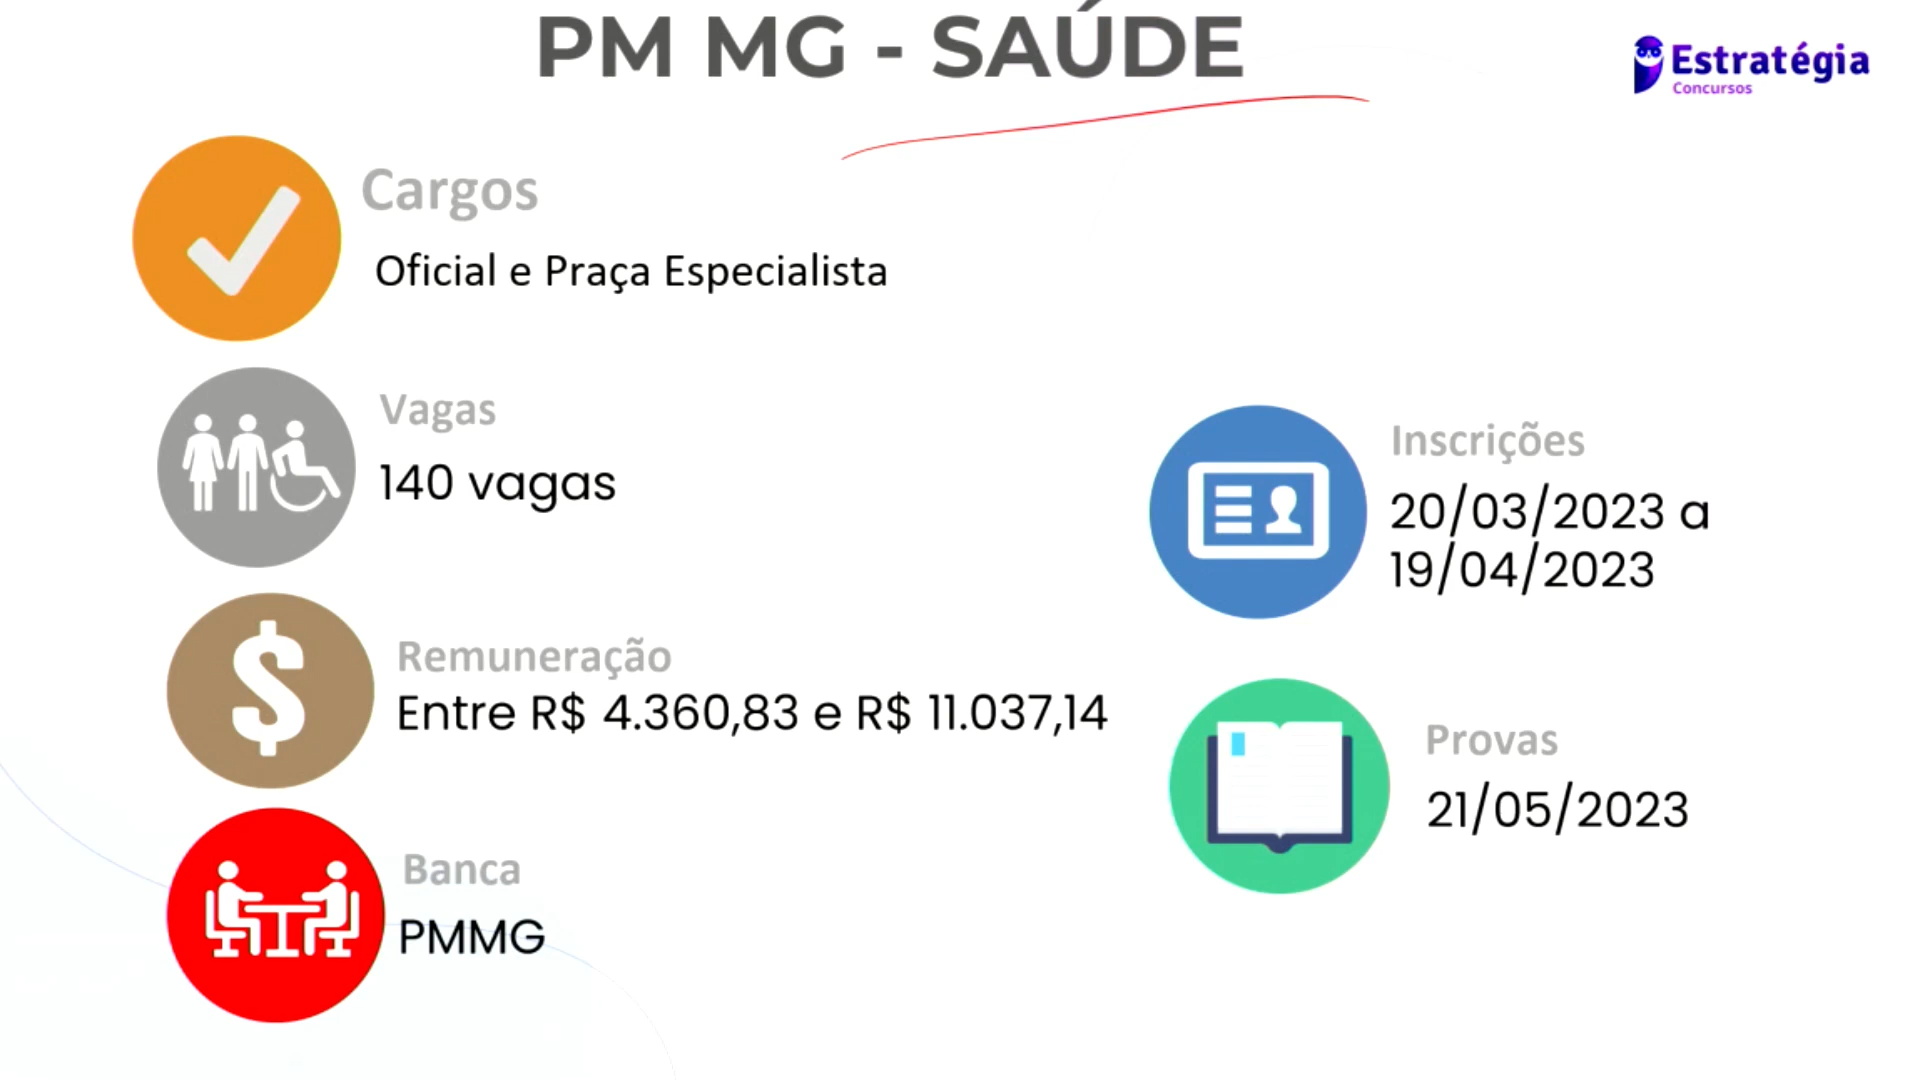 PM MG - SAÚDE
Estratégia
Concursos
Cargos
Oficial e Praça Especialista
Vagas
140 vagas
Remuneração
Entre R$ 4.360,83 e R$ 11.037,14
Banca
PMMG
Inscrições
20/03/2023 a
19/04/2023
Provas
21/05/2023